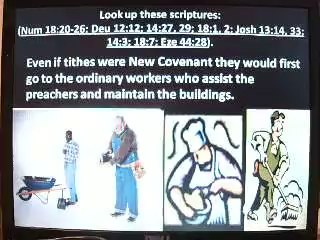 Look up these scriptures:
(Num 18:20-26; Deu 12:12; 14:27, 29; 18:1, 2; Josh 13:14, 33;
14:3; 18:7; Eze 44:28).
Even if tithes were New Covenant they would first
go to the ordinary workers who assist the
preachers and maintain the buildings.